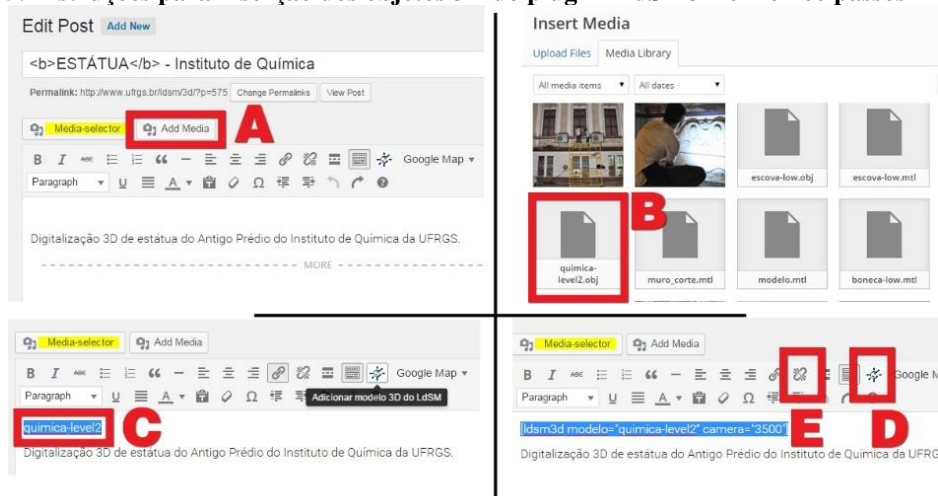 Edit Post Add New
<b>ESTÁTUA</b> - Instituto de Química
Permalink: http://www.ufrgs.br/ldsm/3d/?p=575 Change Permalinks View Post
Media-selector Add Media
A
B I ABC Google Map
Paragraph U A Ω
Digitalização 3D de estátua do Antigo Prédio do Instituto de Química da UFRGS.
MORE
Insert Media
Upload Files Media Library
All media items All dates
escova-low.obj escova-low.mtl
B
quimica-level2.obj muro_corte.mtl modelo.mtl boneca-low.mtl
Media-selector Add Media
B I ABC Google Map
Paragraph U A Ω Adicionar modelo 3D do LdSM
quimica-level2
C
Digitalização 3D de estátua do Antigo Prédio do Instituto de Química da UFRGS.
Media-selector Add Media
B I ABC Google M
Paragraph U A Ω
E D
[ldsm3d modelo="quimica-level2" camera="3500"]
Digitalização 3D de estátua do Antigo Prédio do Instituto de Química da UFRG